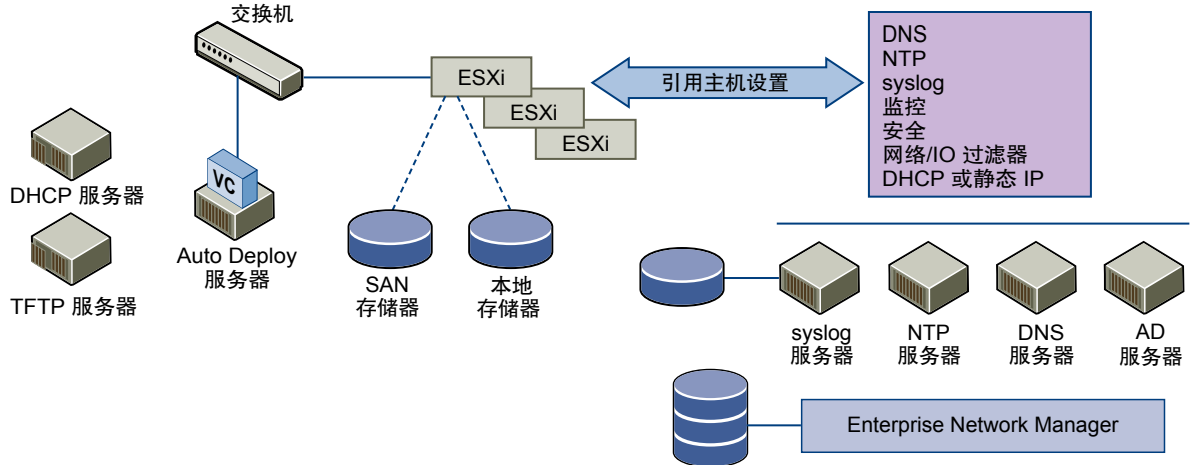 交换机
ESXi
ESXi
ESXi
引用主机设置
DNS
NTP
syslog
监控
安全
网络/IO 过滤器
DHCP 或静态 IP
DHCP 服务器
TFTP 服务器
VC
Auto Deploy
服务器
SAN
存储器
本地
存储器
syslog
服务器
NTP
服务器
DNS
服务器
AD
服务器
Enterprise Network Manager